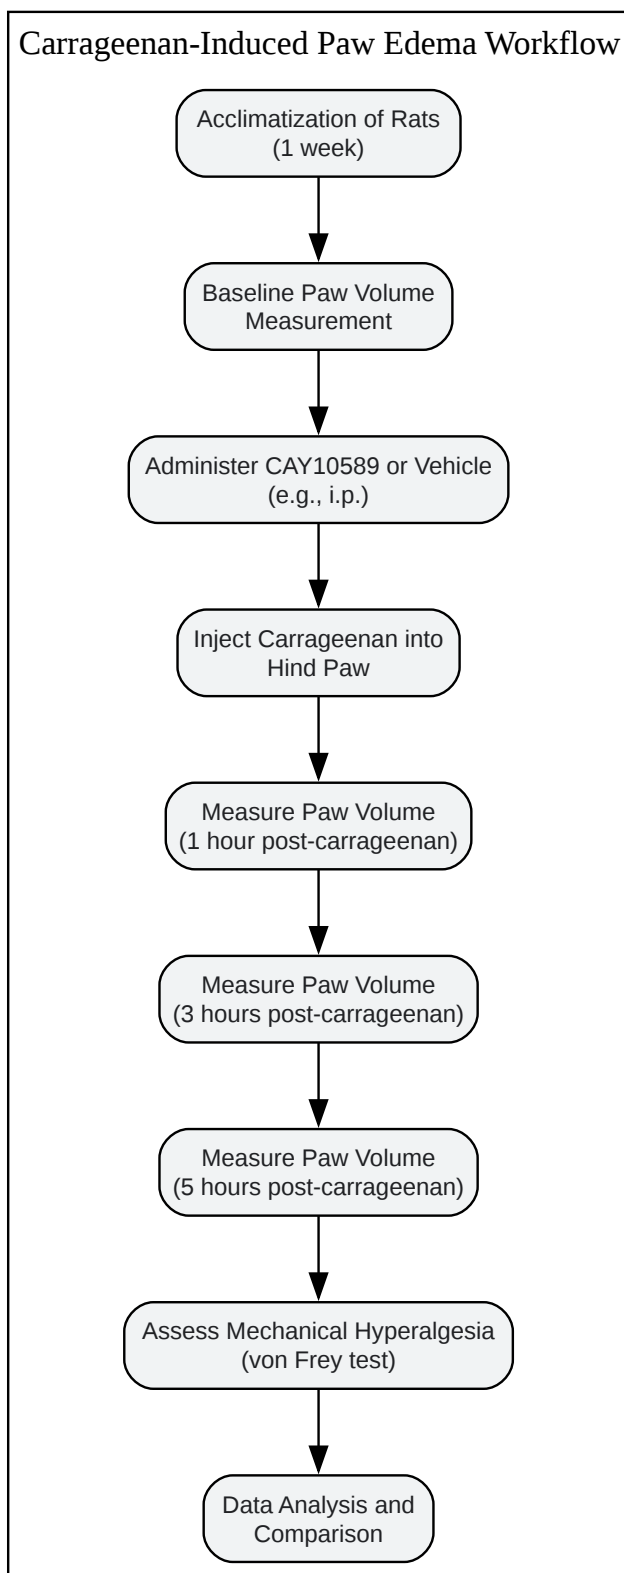 Carrageenan-Induced Paw Edema Workflow
Acclimatization of Rats
(1 week)
Baseline Paw Volume
Measurement
Administer CAY10589 or Vehicle
(e.g., i.p.)
Inject Carrageenan into
Hind Paw
Measure Paw Volume
(1 hour post-carrageenan)
Measure Paw Volume
(3 hours post-carrageenan)
Measure Paw Volume
(5 hours post-carrageenan)
Assess Mechanical Hyperalgesia
(von Frey test)
Data Analysis and
Comparison